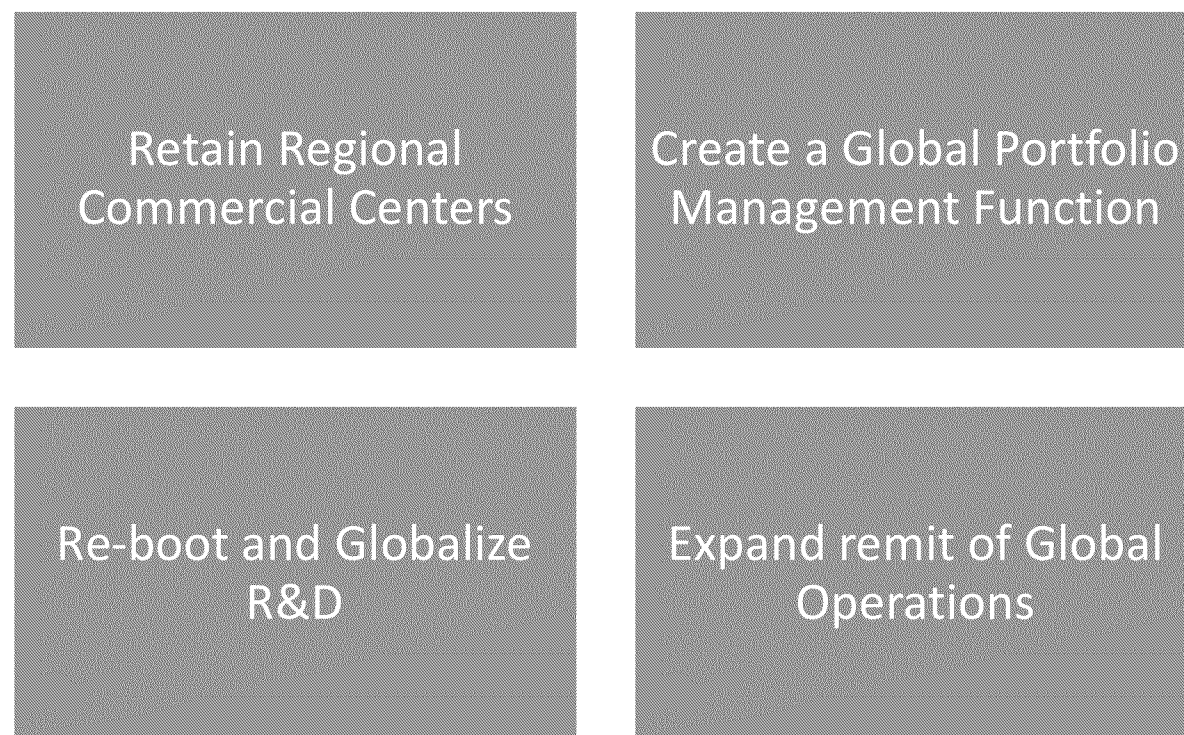 Retain Regional
Commercial Centers
Create a Global Portfolio
Management Function
Re-boot and Globalize
R&D
Expand remit of Global
Operations